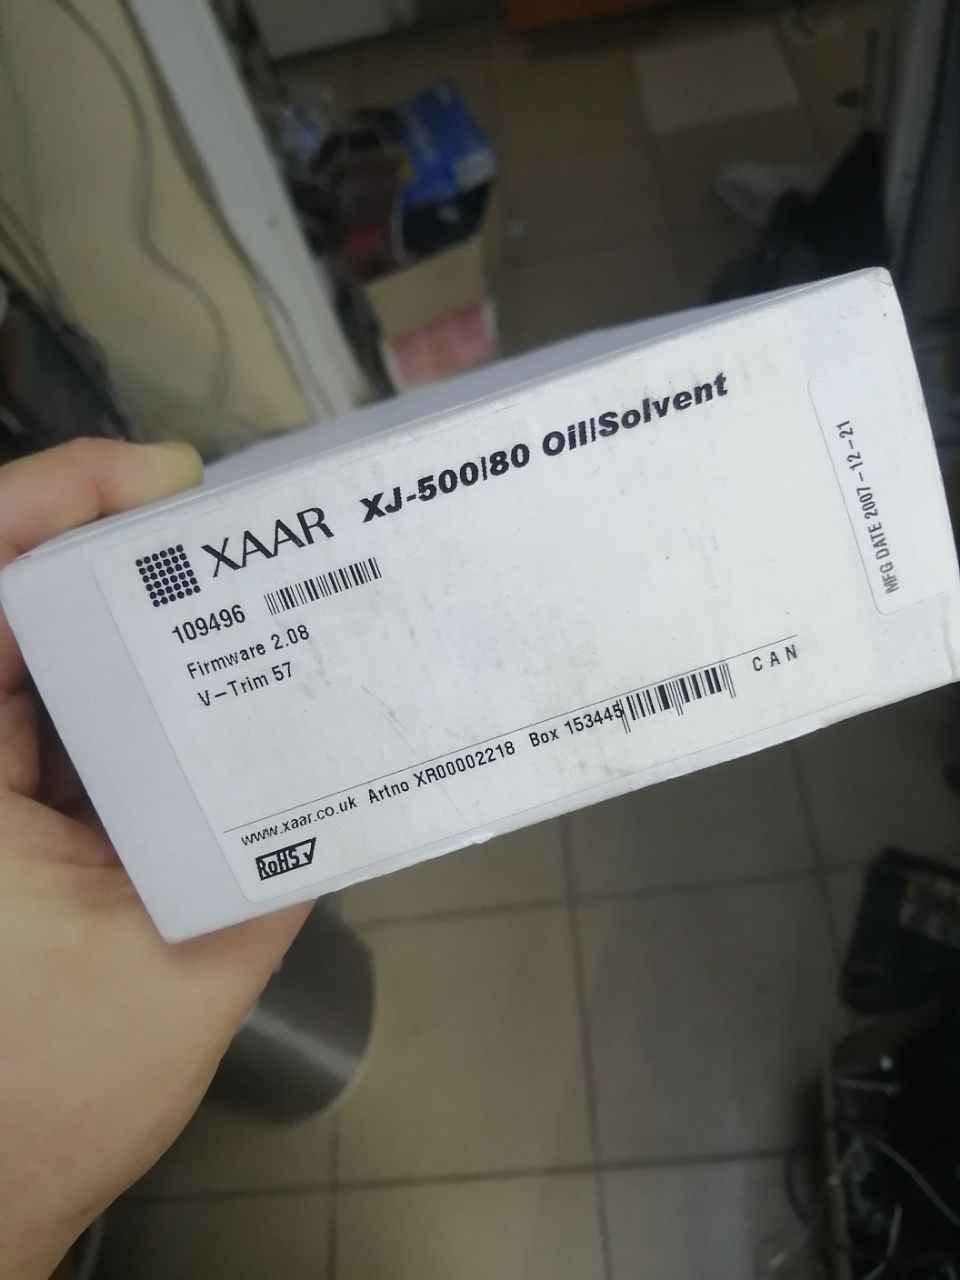 XAAR XJ-500/80 Oil/Solvent
109496
Firmware 2.08
V-Trim 57
www.xaar.co.uk Artno XR00002218 Box 153445 CAN
RoHS
MFG DATE 2007-12-21